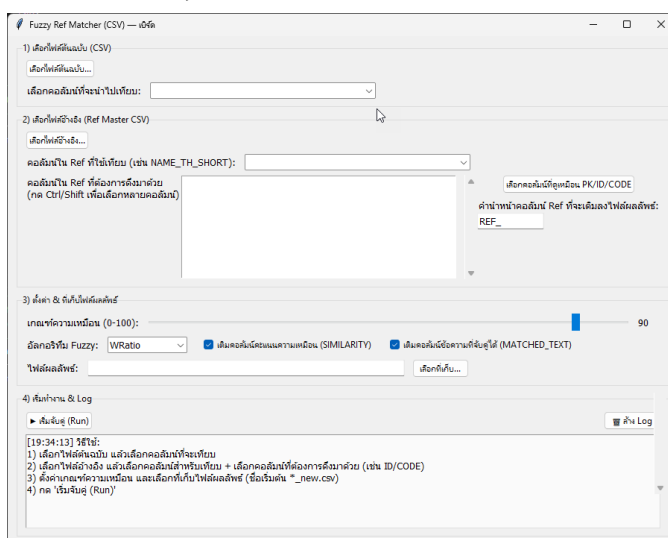 Fuzzy Ref Matcher (CSV) — เบิร์ด
1) เลือกไฟล์ต้นฉบับ (CSV)
เลือกไฟล์ต้นฉบับ...
เลือกคอลัมน์ที่จะนำไปเทียบ:
2) เลือกไฟล์อ้างอิง (Ref Master CSV)
เลือกไฟล์อ้างอิง...
คอลัมน์ใน Ref ที่ใช้เทียบ (เช่น NAME_TH_SHORT):
คอลัมน์ใน Ref ที่ต้องการดึงมาด้วย
(กด Ctrl/Shift เพื่อเลือกหลายคอลัมน์)
เลือกคอลัมน์ที่ดูเหมือน PK/ID/CODE
คำนำหน้าคอลัมน์ Ref ที่จะเติมลงไฟล์ผลลัพธ์:
REF_
3) ตั้งค่า & ที่เก็บไฟล์ผลลัพธ์
เกณฑ์ความเหมือน (0-100):
90
อัลกอริทึม Fuzzy: WRatio เติมคอลัมน์คะแนนความเหมือน (SIMILARITY) เติมคอลัมน์ข้อความที่จับคู่ได้ (MATCHED_TEXT)
ไฟล์ผลลัพธ์: เลือกที่เก็บ...
4) เริ่มทำงาน & Log
► เริ่มจับคู่ (Run) ล้าง Log
[19:34:13] วิธีใช้:
1) เลือกไฟล์ต้นฉบับ แล้วเลือกคอลัมน์ที่จะเทียบ
2) เลือกไฟล์อ้างอิง แล้วเลือกคอลัมน์สำหรับเทียบ + เลือกคอลัมน์ที่ต้องการดึงมาด้วย (เช่น ID/CODE)
3) ตั้งค่าเกณฑ์ความเหมือน และเลือกที่เก็บไฟล์ผลลัพธ์ (ชื่อเริ่มต้น *_new.csv)
4) กด 'เริ่มจับคู่ (Run)'